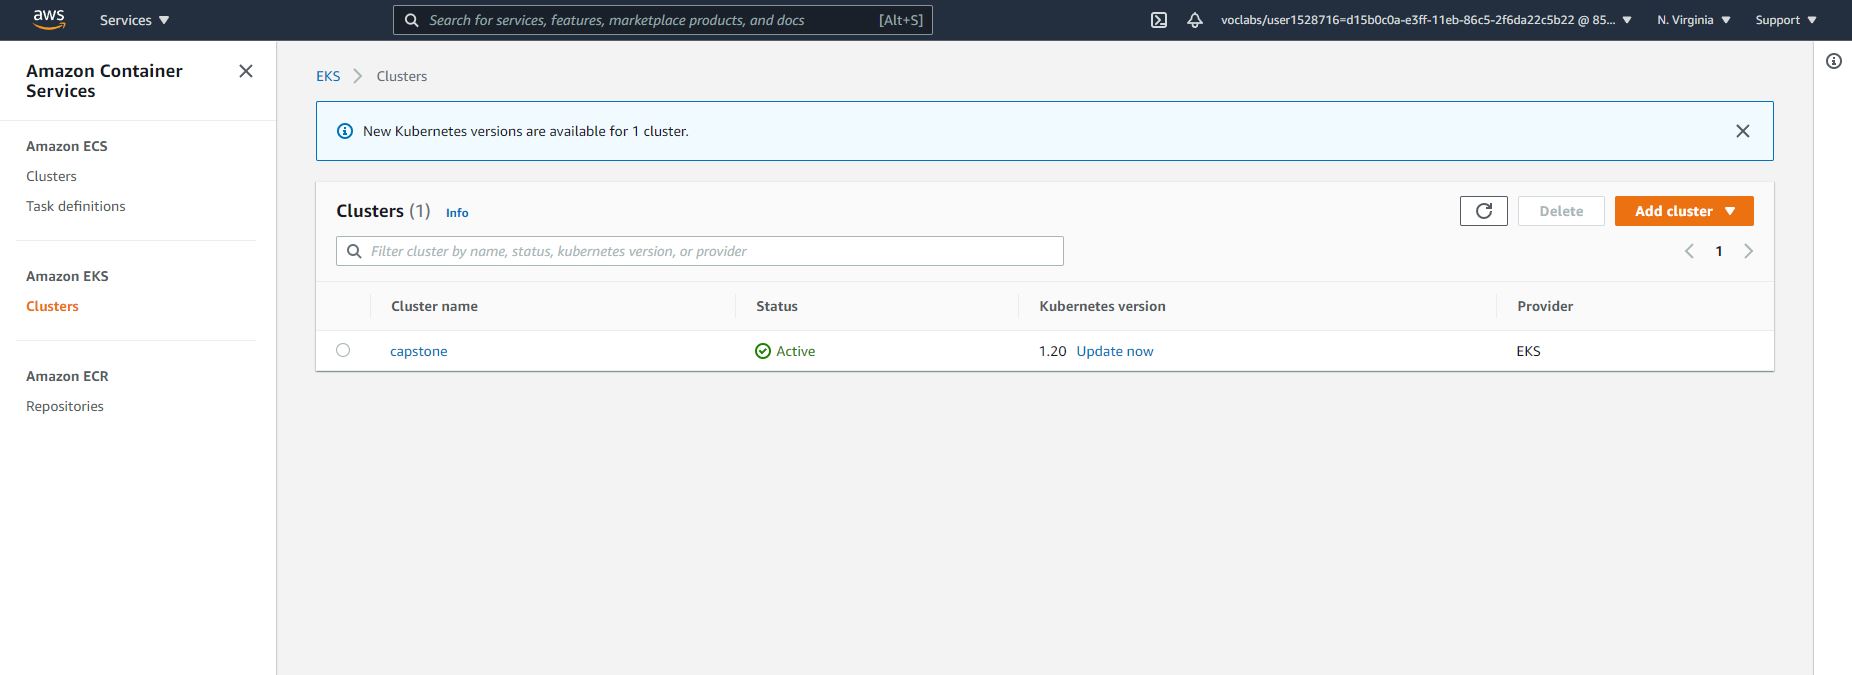 aws Services Search for services, features, marketplace products, and docs [Alt+S] voclabs/user1528716=d15b0c0a-e3ff-11eb-86c5-2f6da22c5b22 @ 85... N. Virginia Support
Amazon Container
Services
Amazon ECS
Clusters
Task definitions
Amazon EKS
Clusters
Amazon ECR
Repositories
EKS Clusters
New Kubernetes versions are available for 1 cluster.
Clusters (1) Info Delete Add cluster
Filter cluster by name, status, kubernetes version, or provider 1
Cluster name Status Kubernetes version Provider
capstone Active 1.20 Update now EKS